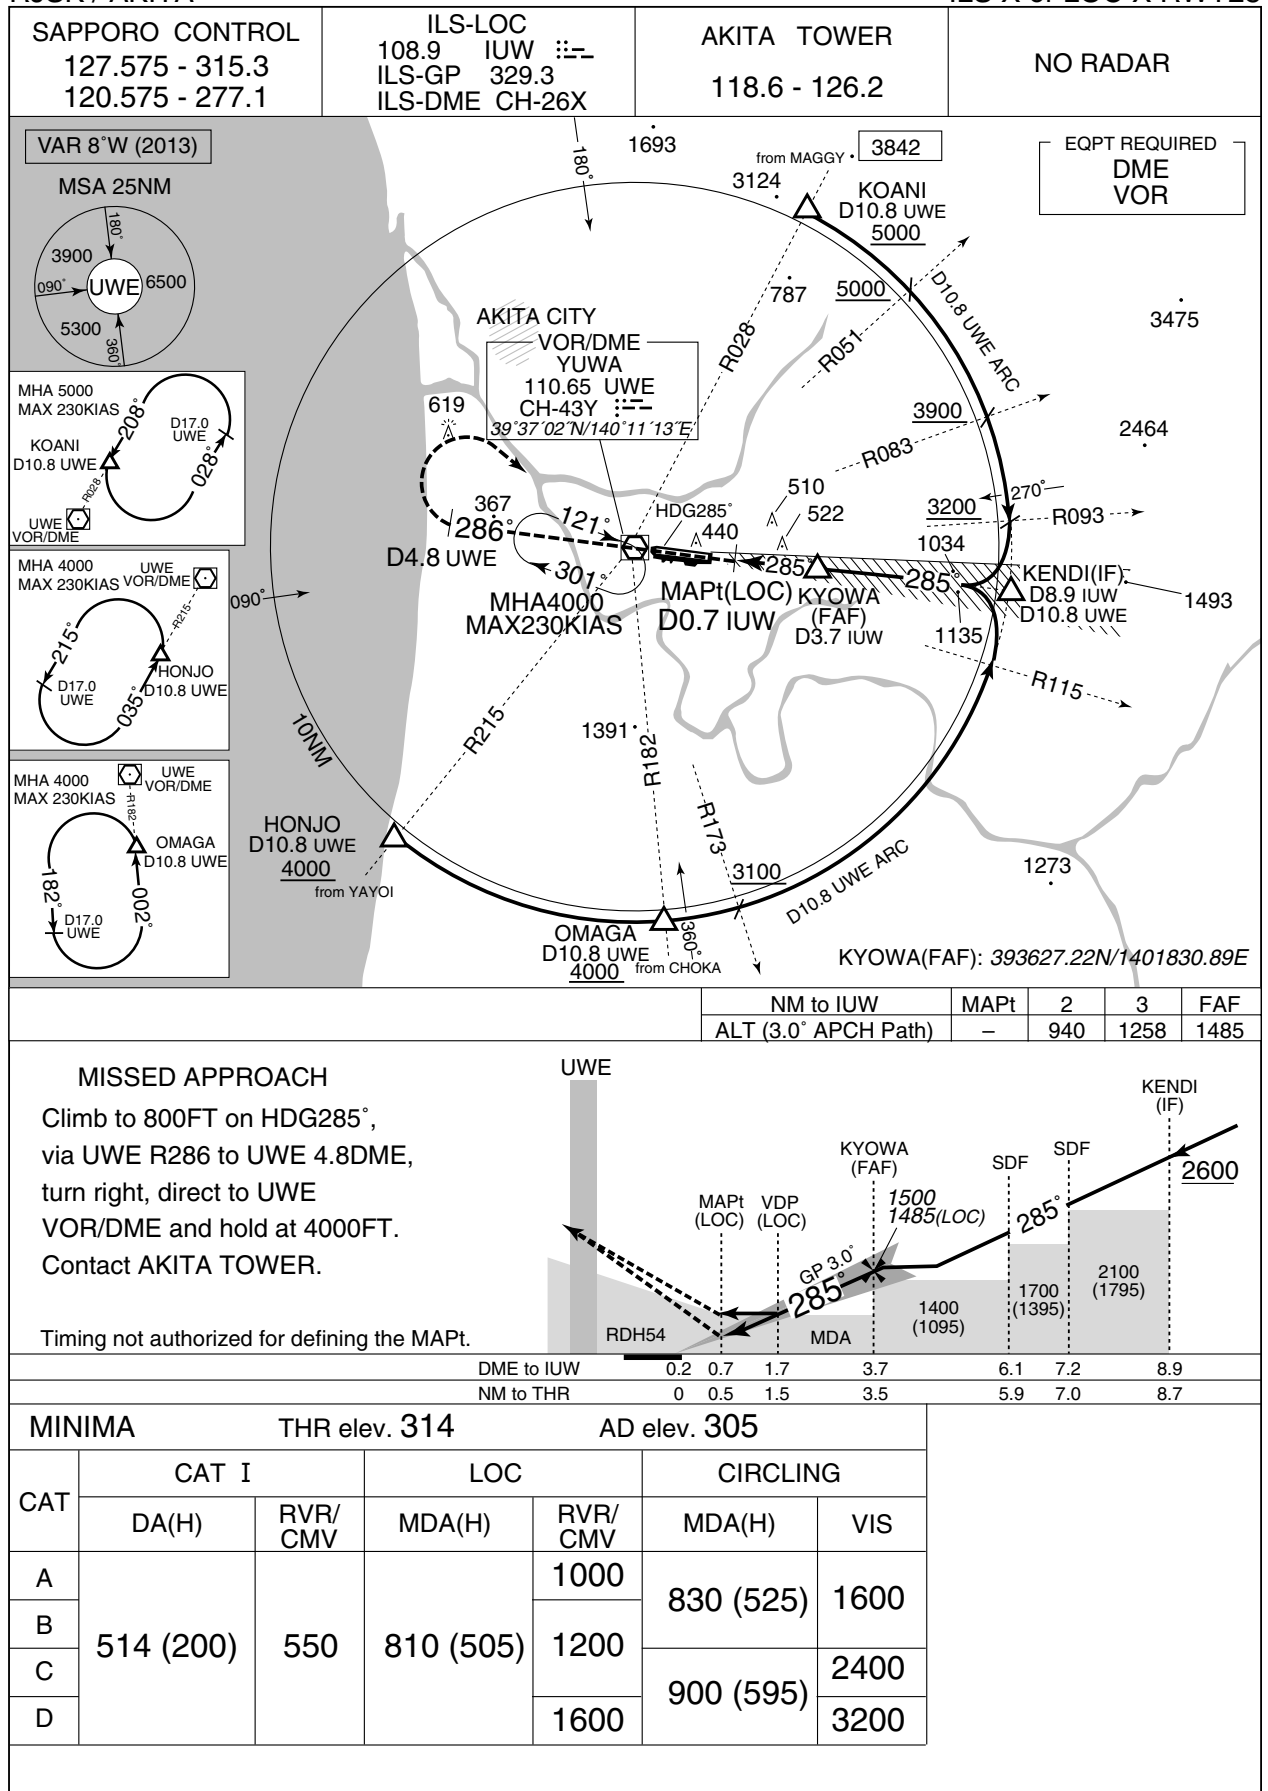 RJSK / AKITA
ILS X or LOC X RWY28
SAPPORO CONTROL
127.575 - 315.3
120.575 - 277.1
ILS-LOC
108.9 IUW
ILS-GP 329.3
ILS-DME CH-26X
AKITA TOWER
118.6 - 126.2
NO RADAR
VAR 8°W (2013)
MSA 25NM
180°
3900
090°
UWE
6500
5300
360°
EQPT REQUIRED
DME
VOR
180°
1693
from MAGGY
3842
3124
KOANI
D10.8 UWE
5000
787
5000
D10.8 UWE ARC
3475
AKITA CITY
VOR/DME
YUWA
110.65 UWE
CH-43Y
39°37´02˝N/140°11´13˝E
R028
R051
3900
R083
2464
619
MHA 5000
MAX 230KIAS
208°
D17.0
UWE
KOANI
D10.8 UWE
028°
R028
UWE
VOR/DME
367
286°
D4.8 UWE
121°
301°
HDG285°
440
510
522
3200
270°
R093
1034
285°
285°
KENDI(IF)
D8.9 IUW
D10.8 UWE
1493
MHA4000
MAX230KIAS
MAPt(LOC)
D0.7 IUW
KYOWA
(FAF)
D3.7 IUW
1135
R115
090°
MHA 4000
MAX 230KIAS
UWE
VOR/DME
R215
215°
D17.0
UWE
HONJO
D10.8 UWE
035°
10NM
R215
1391
R182
R173
MHA 4000
MAX 230KIAS
UWE
VOR/DME
R182
OMAGA
D10.8 UWE
182°
002°
D17.0
UWE
HONJO
D10.8 UWE
4000
from YAYOI
3100
D10.8 UWE ARC
1273
OMAGA
D10.8 UWE
4000
360°
from CHOKA
KYOWA(FAF): 393627.22N/1401830.89E
NM to IUW MAPt 2 3 FAF
ALT (3.0° APCH Path) – 940 1258 1485
MISSED APPROACH
Climb to 800FT on HDG285°,
via UWE R286 to UWE 4.8DME,
turn right, direct to UWE
VOR/DME and hold at 4000FT.
Contact AKITA TOWER.
Timing not authorized for defining the MAPt.
UWE
KENDI
(IF)
2600
SDF
SDF
KYOWA
(FAF)
1500
1485(LOC)
MAPt
(LOC)
VDP
(LOC)
285°
GP 3.0°
285°
2100
(1795)
1700
(1395)
1400
(1095)
MDA
RDH54
DME to IUW 0.2 0.7 1.7 3.7 6.1 7.2 8.9
NM to THR 0 0.5 1.5 3.5 5.9 7.0 8.7
MINIMA THR elev. 314 AD elev. 305
CAT
CAT I LOC CIRCLING
DA(H) RVR/CMV MDA(H) RVR/CMV MDA(H) VIS
A
B
C
D
514 (200)
550
810 (505)
1000
1200
1600
830 (525)
900 (595)
1600
2400
3200